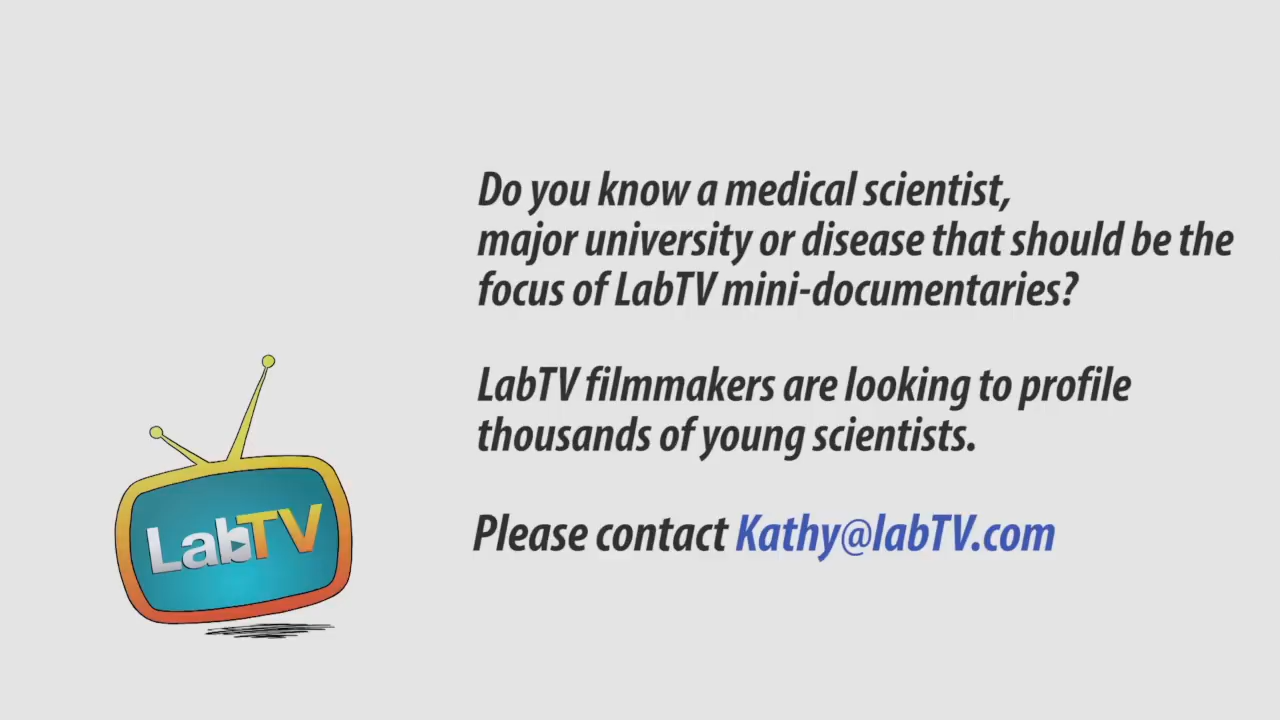 Do you know a medical scientist,
major university or disease that should be the
focus of LabTV mini-documentaries?
LabTV filmmakers are looking to profile
thousands of young scientists.
LabTV
Please contact Kathy@labTV.com